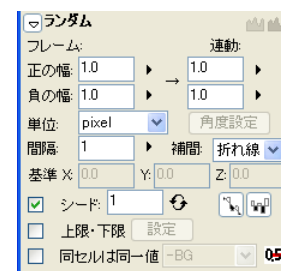 ランダム
フレーム: 連動:
正の幅: 1.0 → 1.0
負の幅: 1.0 1.0
単位: pixel 角度設定
間隔: 1 補間: 折れ線
基準 X: 0.0 Y: 0.0 Z: 0.0
シード: 1
上限・下限 設定
同セルは同一値 -BG 0.5